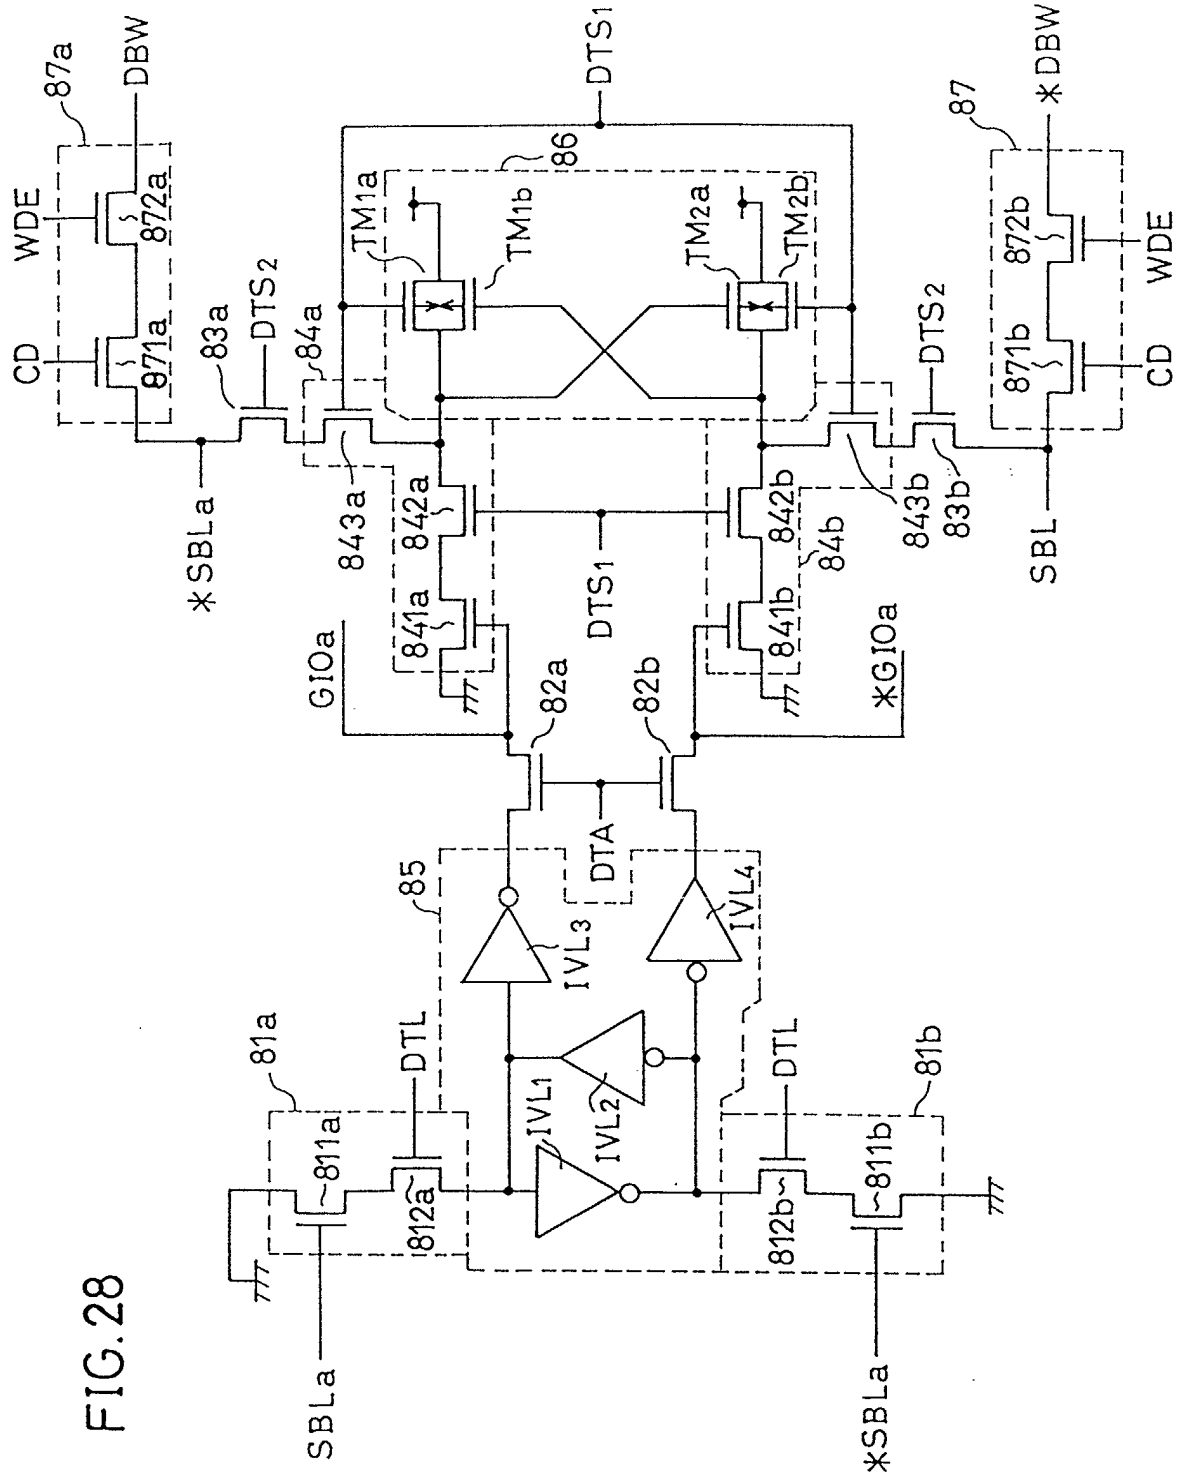 FIG.28
87a
DBW
WDE
872a
CD
871a
83a
DTS2
84a
*SBLa
843a
DTS1
86
TM1a
TM1b
TM2a
TM2b
842a
841a
GIOa
DTS1
842b
841b
84b
843b
83b
DTS2
SBL
87
*DBW
872b
WDE
871b
CD
82a
82b
*GIOa
DTA
85
IVL3
IVL4
IVL1
IVL2
81a
DTL
811a
812a
SBLa
81b
DTL
811b
812b
*SBLa